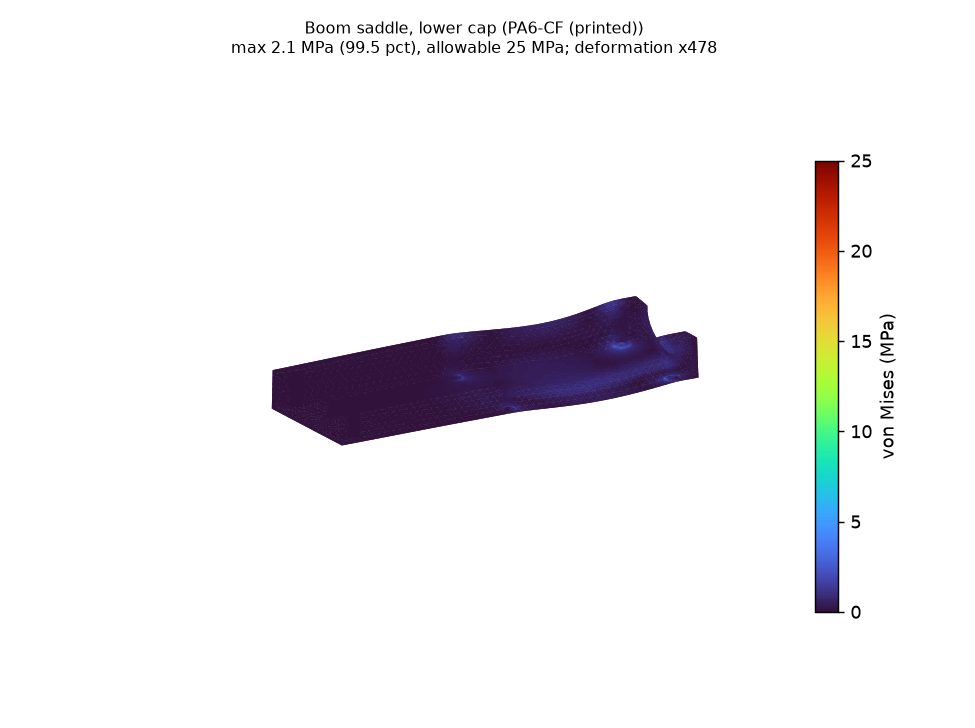 Boom saddle, lower cap (PA6-CF (printed))
max 2.1 MPa (99.5 pct), allowable 25 MPa; deformation x478
25
20
15
10
5
0
von Mises (MPa)